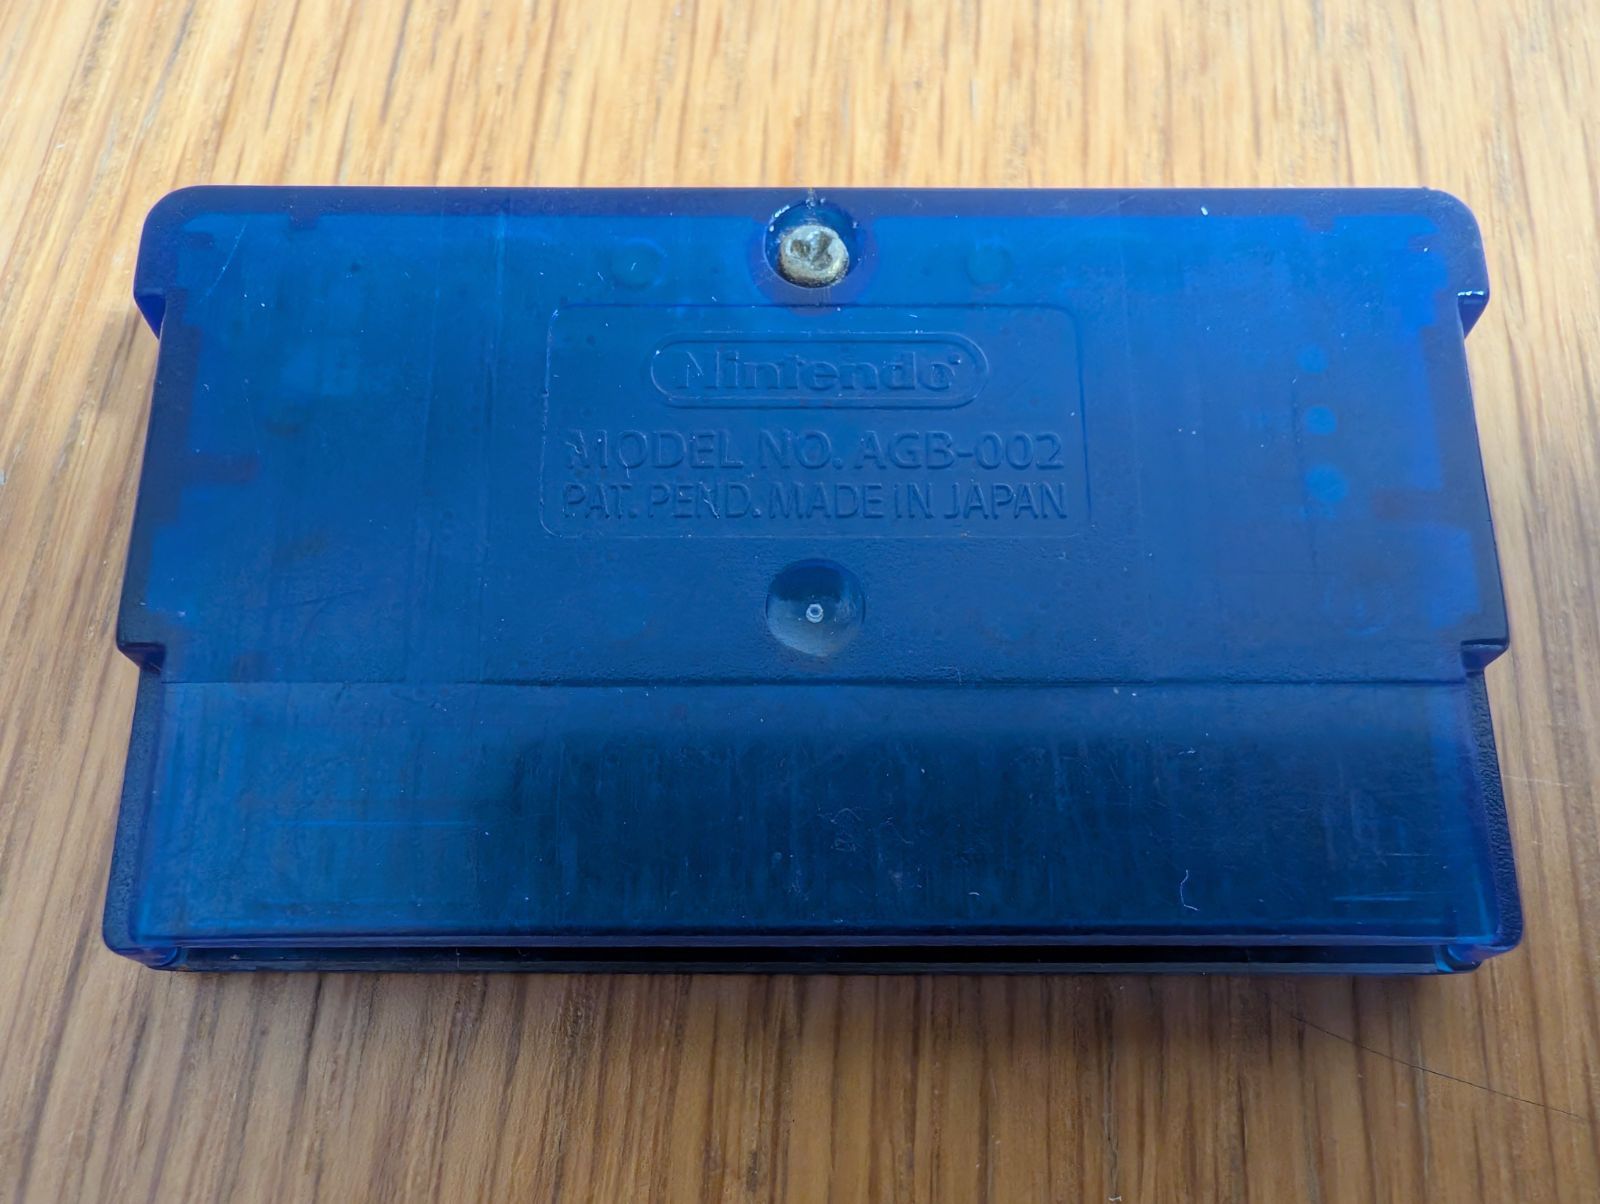 Nintendo
MODEL NO. AGB-002
PAT. PEND. MADE IN JAPAN